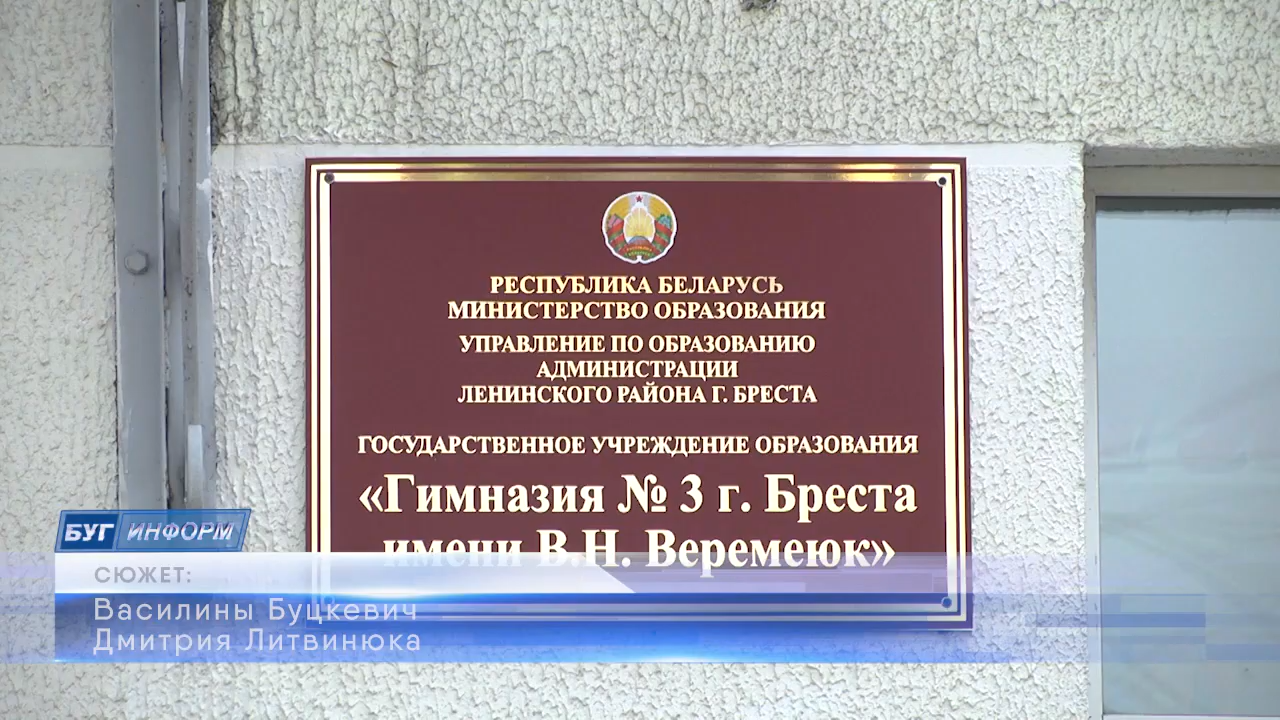 РЕСПУБЛИКА БЕЛАРУСЬ
МИНИСТЕРСТВО ОБРАЗОВАНИЯ
УПРАВЛЕНИЕ ПО ОБРАЗОВАНИЮ
АДМИНИСТРАЦИИ
ЛЕНИНСКОГО РАЙОНА Г. БРЕСТА
ГОСУДАРСТВЕННОЕ УЧРЕЖДЕНИЕ ОБРАЗОВАНИЯ
«Гимназия № 3 г. Бреста
имени В.Н. Веремеюк»
БУГ ИНФОРМ
СЮЖЕТ:
Василины Буцкевич
Дмитрия Литвинюка